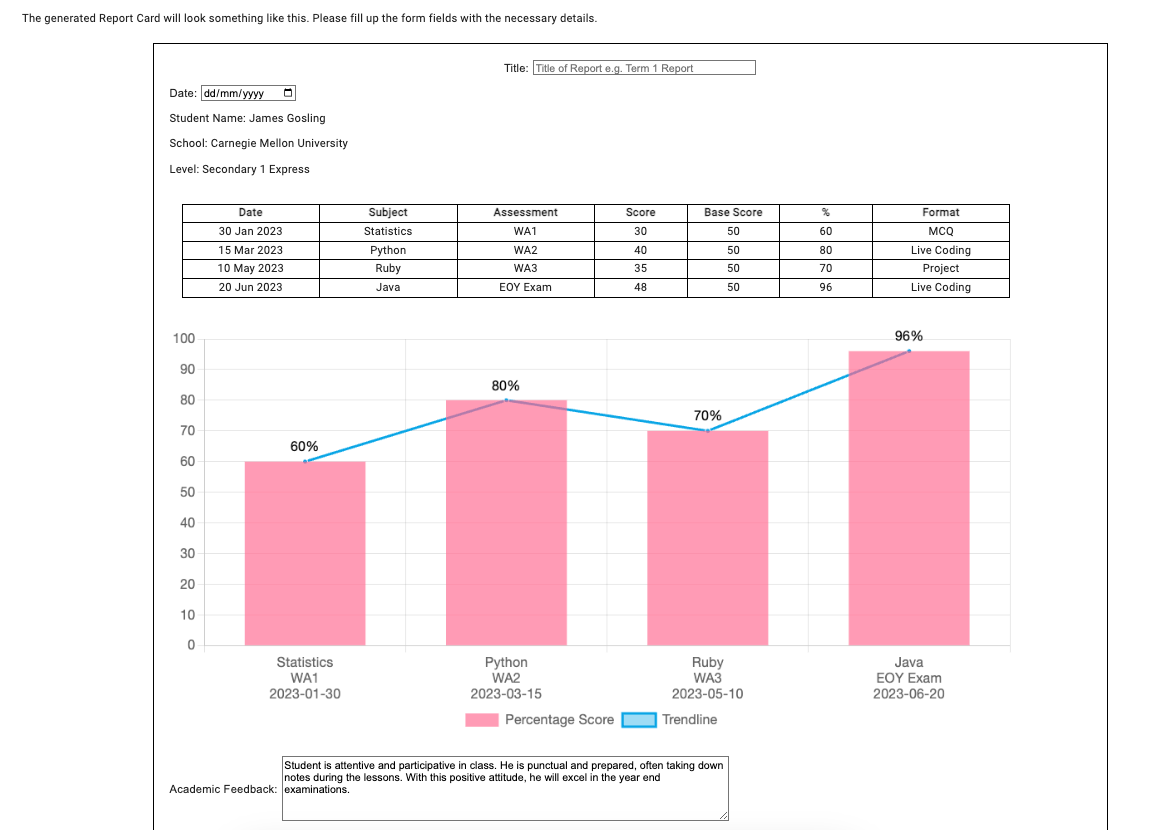 The generated Report Card will look something like this. Please fill up the form fields with the necessary details.
Title: Title of Report e.g. Term 1 Report
Date: dd/mm/yyyy
Student Name: James Gosling
School: Carnegie Mellon University
Level: Secondary 1 Express
Date Subject Assessment Score Base Score % Format
30 Jan 2023 Statistics WA1 30 50 60 MCQ
15 Mar 2023 Python WA2 40 50 80 Live Coding
10 May 2023 Ruby WA3 35 50 70 Project
20 Jun 2023 Java EOY Exam 48 50 96 Live Coding
100
90
80
70
60
50
40
30
20
10
0
60%
80%
70%
96%
Statistics Python Ruby Java
WA1 WA2 WA3 EOY Exam
2023-01-30 2023-03-15 2023-05-10 2023-06-20
Percentage Score Trendline
Academic Feedback:
Student is attentive and participative in class. He is punctual and prepared, often taking down
notes during the lessons. With this positive attitude, he will excel in the year end
examinations.